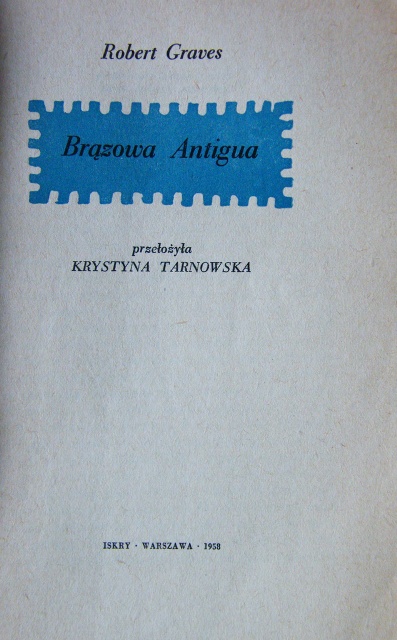 Robert Graves
Brązowa Antigua
przełożyła
KRYSTYNA TARNOWSKA
ISKRY · WARSZAWA · 1958